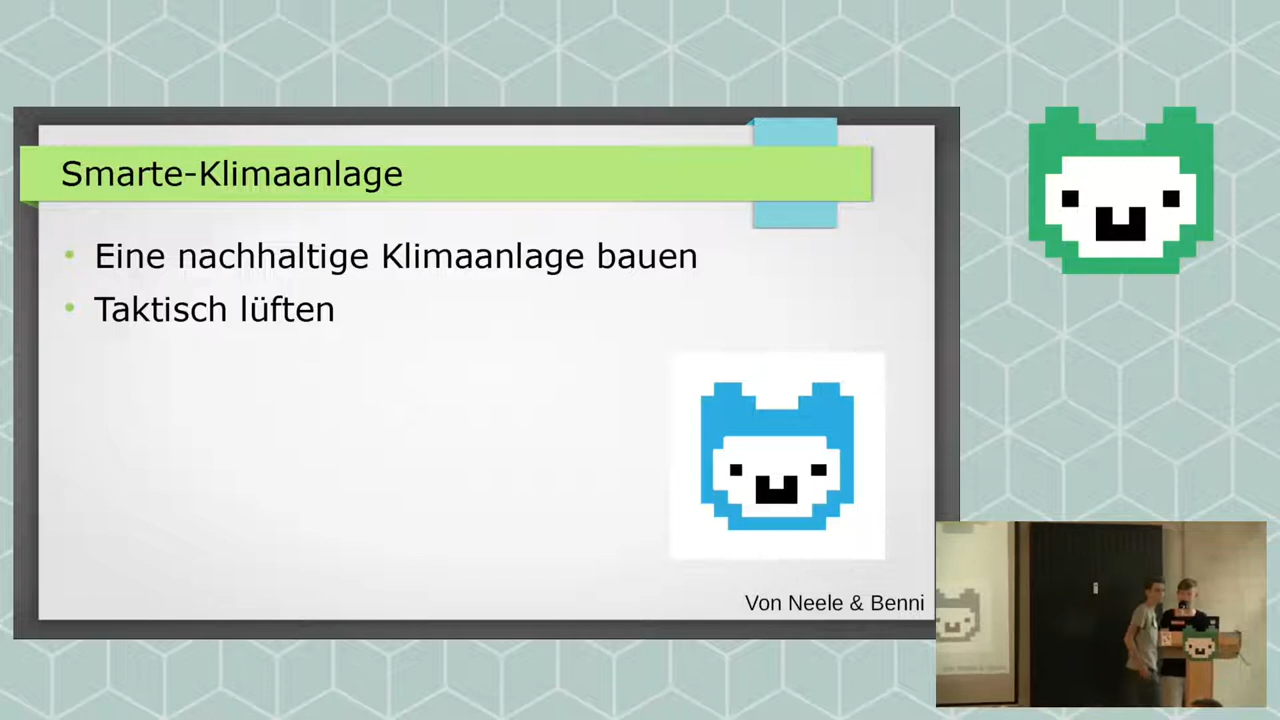 Smarte-Klimaanlage
Eine nachhaltige Klimaanlage bauen
Taktisch lüften
Von Neele & Benni